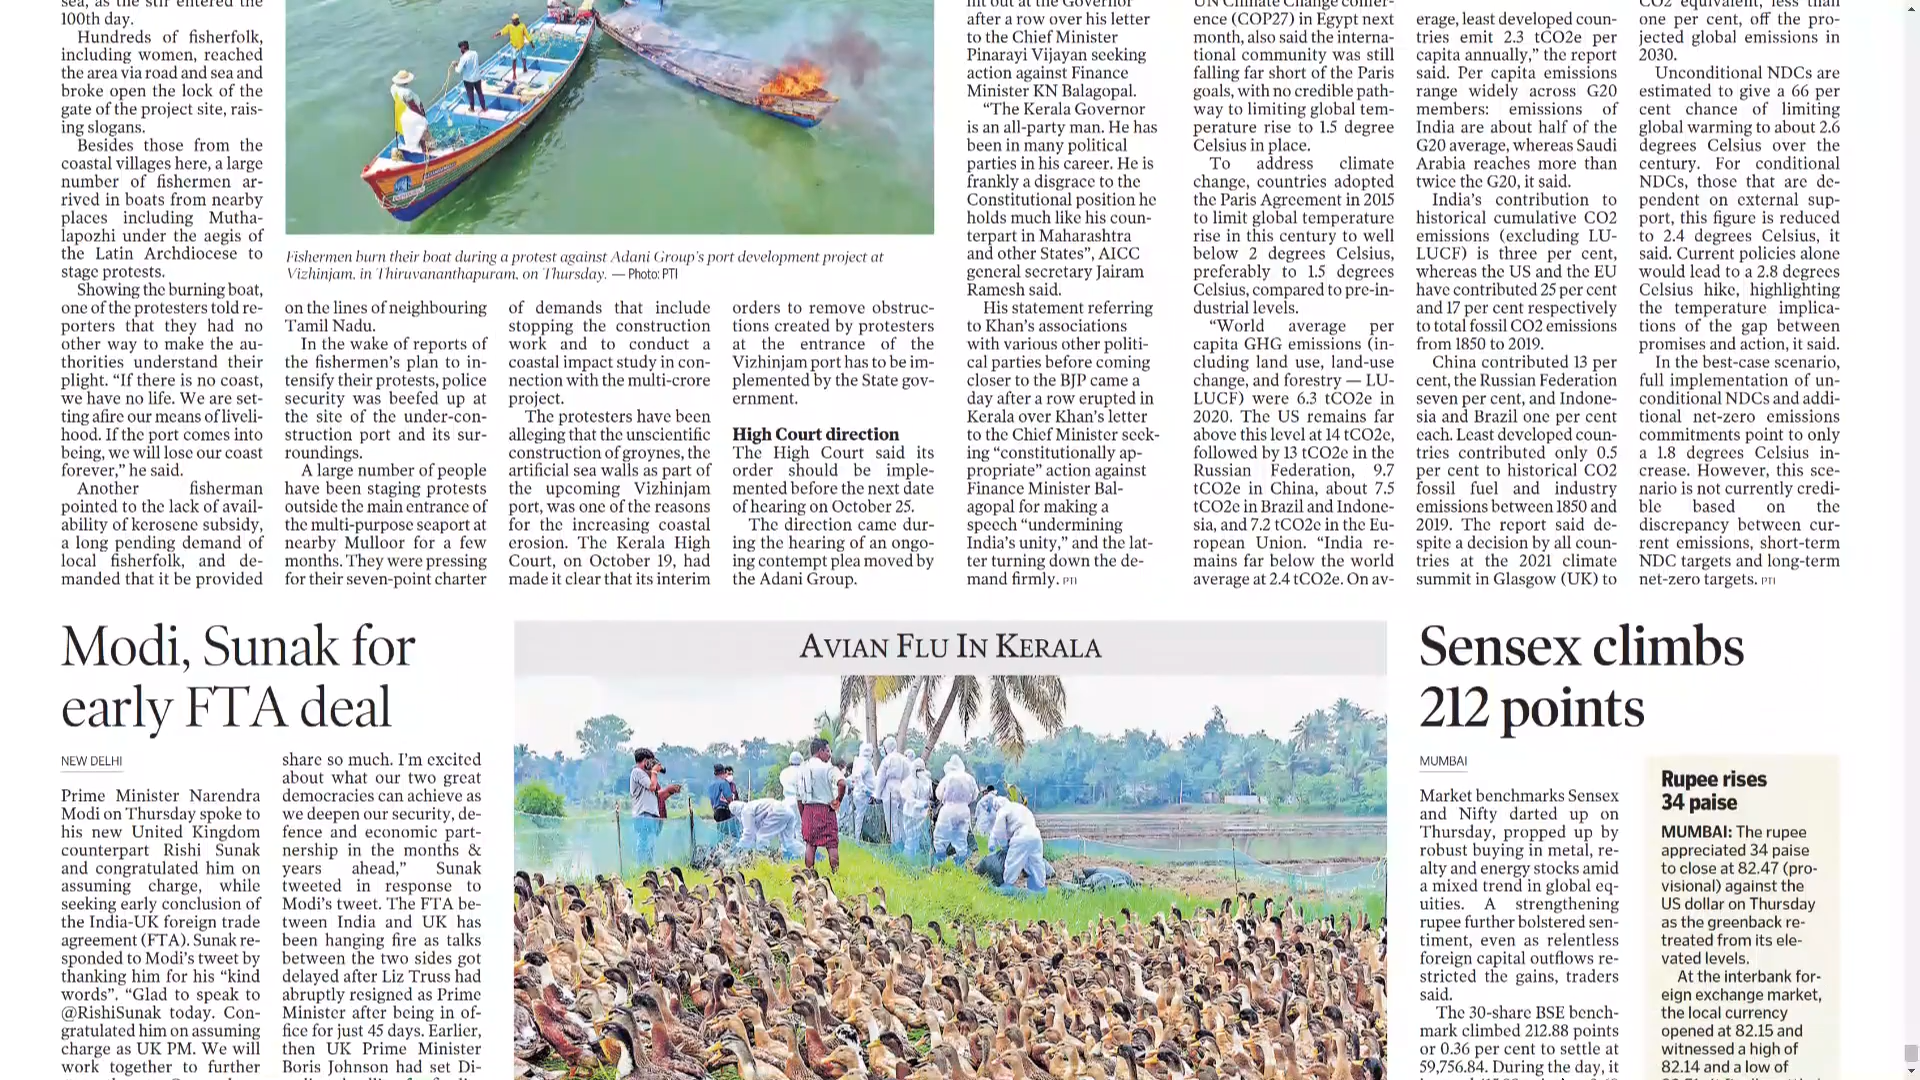 sea, as the stir entered the
100th day.
Hundreds of fisherfolk,
including women, reached
the area via road and sea and
broke open the lock of the
gate of the project site, rais-
ing slogans.
Besides those from the
coastal villages here, a large
number of fishermen ar-
rived in boats from nearby
places including Mutha-
lapozhi under the aegis of
the Latin Archdiocese to
stage protests.
Showing the burning boat,
one of the protesters told re-
porters that they had no
other way to make the au-
thorities understand their
plight. “If there is no coast,
we have no life. We are set-
ting afire our means of liveli-
hood. If the port comes into
being, we will lose our coast
forever,” he said.
Another fisherman
pointed to the lack of avail-
ability of kerosene subsidy,
a long pending demand of
local fisherfolk, and de-
manded that it be provided
Fishermen burn their boat during a protest against Adani Group's port development project at
Vizhinjam, in Thiruvananthapuram, on Thursday. — Photo: PTI
on the lines of neighbouring
Tamil Nadu.
In the wake of reports of
the fishermen's plan to in-
tensify their protests, police
security was beefed up at
the site of the under-con-
struction port and its sur-
roundings.
A large number of people
have been staging protests
outside the main entrance of
the multi-purpose seaport at
nearby Mulloor for a few
months. They were pressing
for their seven-point charter
of demands that include
stopping the construction
work and to conduct a
coastal impact study in con-
nection with the multi-crore
project.
The protesters have been
alleging that the unscientific
construction of groynes, the
artificial sea walls as part of
the upcoming Vizhinjam
port, was one of the reasons
for the increasing coastal
erosion. The Kerala High
Court, on October 19, had
made it clear that its interim
orders to remove obstruc-
tions created by protesters
at the entrance of the
Vizhinjam port has to be im-
plemented by the State gov-
ernment.
High Court direction
The High Court said its
order should be imple-
mented before the next date
of hearing on October 25.
The direction came dur-
ing the hearing of an ongo-
ing contempt plea moved by
the Adani Group.
hit out at the Governor
after a row over his letter
to the Chief Minister
Pinarayi Vijayan seeking
action against Finance
Minister KN Balagopal.
“The Kerala Governor
is an all-party man. He has
been in many political
parties in his career. He is
frankly a disgrace to the
Constitutional position he
holds much like his coun-
terpart in Maharashtra
and other States”, AICC
general secretary Jairam
Ramesh said.
His statement referring
to Khan's associations
with various other politi-
cal parties before coming
closer to the BJP came a
day after a row erupted in
Kerala over Khan's letter
to the Chief Minister seek-
ing “constitutionally ap-
propriate” action against
Finance Minister Bal-
agopal for making a
speech “undermining
India's unity,” and the lat-
ter turning down the de-
mand firmly. PTI
UN Climate Change confer-
ence (COP27) in Egypt next
month, also said the interna-
tional community was still
falling far short of the Paris
goals, with no credible path-
way to limiting global tem-
perature rise to 1.5 degree
Celsius in place.
To address climate
change, countries adopted
the Paris Agreement in 2015
to limit global temperature
rise in this century to well
below 2 degrees Celsius,
preferably to 1.5 degrees
Celsius, compared to pre-in-
dustrial levels.
“World average per
capita GHG emissions (in-
cluding land use, land-use
change, and forestry — LU-
LUCF) were 6.3 tCO2e in
2020. The US remains far
above this level at 14 tCO2e,
followed by 13 tCO2e in the
Russian Federation, 9.7
tCO2e in China, about 7.5
tCO2e in Brazil and Indone-
sia, and 7.2 tCO2e in the Eu-
ropean Union. “India re-
mains far below the world
average at 2.4 tCO2e. On av-
erage, least developed coun-
tries emit 2.3 tCO2e per
capita annually,” the report
said. Per capita emissions
range widely across G20
members: emissions of
India are about half of the
G20 average, whereas Saudi
Arabia reaches more than
twice the G20, it said.
India's contribution to
historical cumulative CO2
emissions (excluding LU-
LUCF) is three per cent,
whereas the US and the EU
have contributed 25 per cent
and 17 per cent respectively
to total fossil CO2 emissions
from 1850 to 2019.
China contributed 13 per
cent, the Russian Federation
seven per cent, and Indone-
sia and Brazil one per cent
each. Least developed coun-
tries contributed only 0.5
per cent to historical CO2
fossil fuel and industry
emissions between 1850 and
2019. The report said de-
spite a decision by all coun-
tries at the 2021 climate
summit in Glasgow (UK) to
CO2 equivalent, less than
one per cent, off the pro-
jected global emissions in
2030.
Unconditional NDCs are
estimated to give a 66 per
cent chance of limiting
global warming to about 2.6
degrees Celsius over the
century. For conditional
NDCs, those that are de-
pendent on external sup-
port, this figure is reduced
to 2.4 degrees Celsius, it
said. Current policies alone
would lead to a 2.8 degrees
Celsius hike, highlighting
the temperature implica-
tions of the gap between
promises and action, it said.
In the best-case scenario,
full implementation of un-
conditional NDCs and addi-
tional net-zero emissions
commitments point to only
a 1.8 degrees Celsius in-
crease. However, this sce-
nario is not currently credi-
ble based on the
discrepancy between cur-
rent emissions, short-term
NDC targets and long-term
net-zero targets. PTI
Modi, Sunak for
early FTA deal
NEW DELHI
Prime Minister Narendra
Modi on Thursday spoke to
his new United Kingdom
counterpart Rishi Sunak
and congratulated him on
assuming charge, while
seeking early conclusion of
the India-UK foreign trade
agreement (FTA). Sunak re-
sponded to Modi's tweet by
thanking him for his “kind
words”. “Glad to speak to
@RishiSunak today. Con-
gratulated him on assuming
charge as UK PM. We will
work together to further
share so much. I'm excited
about what our two great
democracies can achieve as
we deepen our security, de-
fence and economic part-
nership in the months &
years ahead,” Sunak
tweeted in response to
Modi's tweet. The FTA be-
tween India and UK has
been hanging fire as talks
between the two sides got
delayed after Liz Truss had
abruptly resigned as Prime
Minister after being in of-
fice for just 45 days. Earlier,
then UK Prime Minister
Boris Johnson had set Di-
AVIAN FLU IN KERALA
Sensex climbs
212 points
MUMBAI
Market benchmarks Sensex
and Nifty darted up on
Thursday, propped up by
robust buying in metal, re-
alty and energy stocks amid
a mixed trend in global eq-
uities. A strengthening
rupee further bolstered sen-
timent, even as relentless
foreign capital outflows re-
stricted the gains, traders
said.
The 30-share BSE bench-
mark climbed 212.88 points
or 0.36 per cent to settle at
59,756.84. During the day, it
Rupee rises
34 paise
MUMBAI: The rupee
appreciated 34 paise
to close at 82.47 (pro-
visional) against the
US dollar on Thursday
as the greenback re-
treated from its ele-
vated levels.
At the interbank for-
eign exchange market,
the local currency
opened at 82.15 and
witnessed a high of
82.14 and a low of